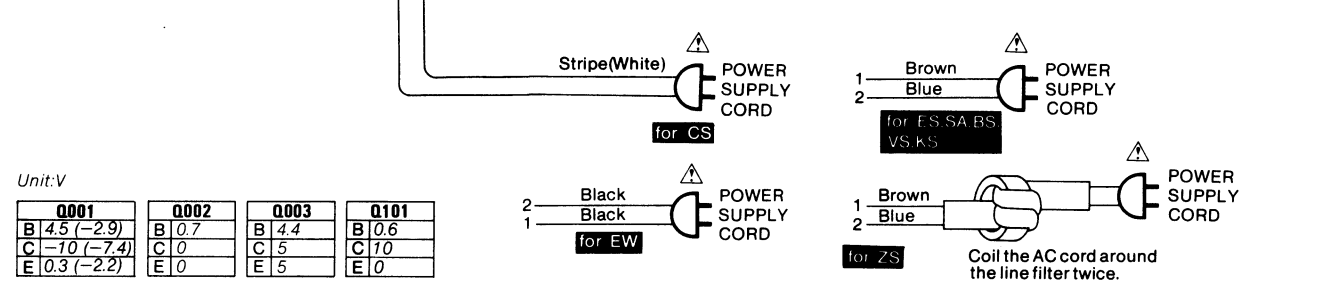 Stripe(White)
POWER
SUPPLY
CORD
for CS
1 Brown
2 Blue
POWER
SUPPLY
CORD
for ES.SA.BS.
VS.KS
2 Black
1 Black
POWER
SUPPLY
CORD
for EW
1 Brown
2 Blue
POWER
SUPPLY
CORD
for ZS
Coil the AC cord around
the line filter twice.
Unit:V
Q001 Q002 Q003 Q101
B 4.5 (−2.9) B 0.7 B 4.4 B 0.6
C −10 (−7.4) C 0 C 5 C 10
E 0.3 (−2.2) E 0 E 5 E 0